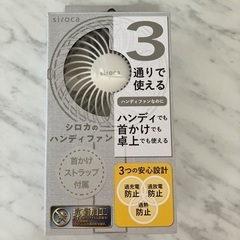 siroca
siroca
3
通りで
使える
ハンディファンなのに
ハンディでも
首かけでも
卓上でも使える
シロカの
ハンディファン
首かけ
ストラップ
付属
3つの安心設計
過充電
防止
過放電
防止
過熱
防止